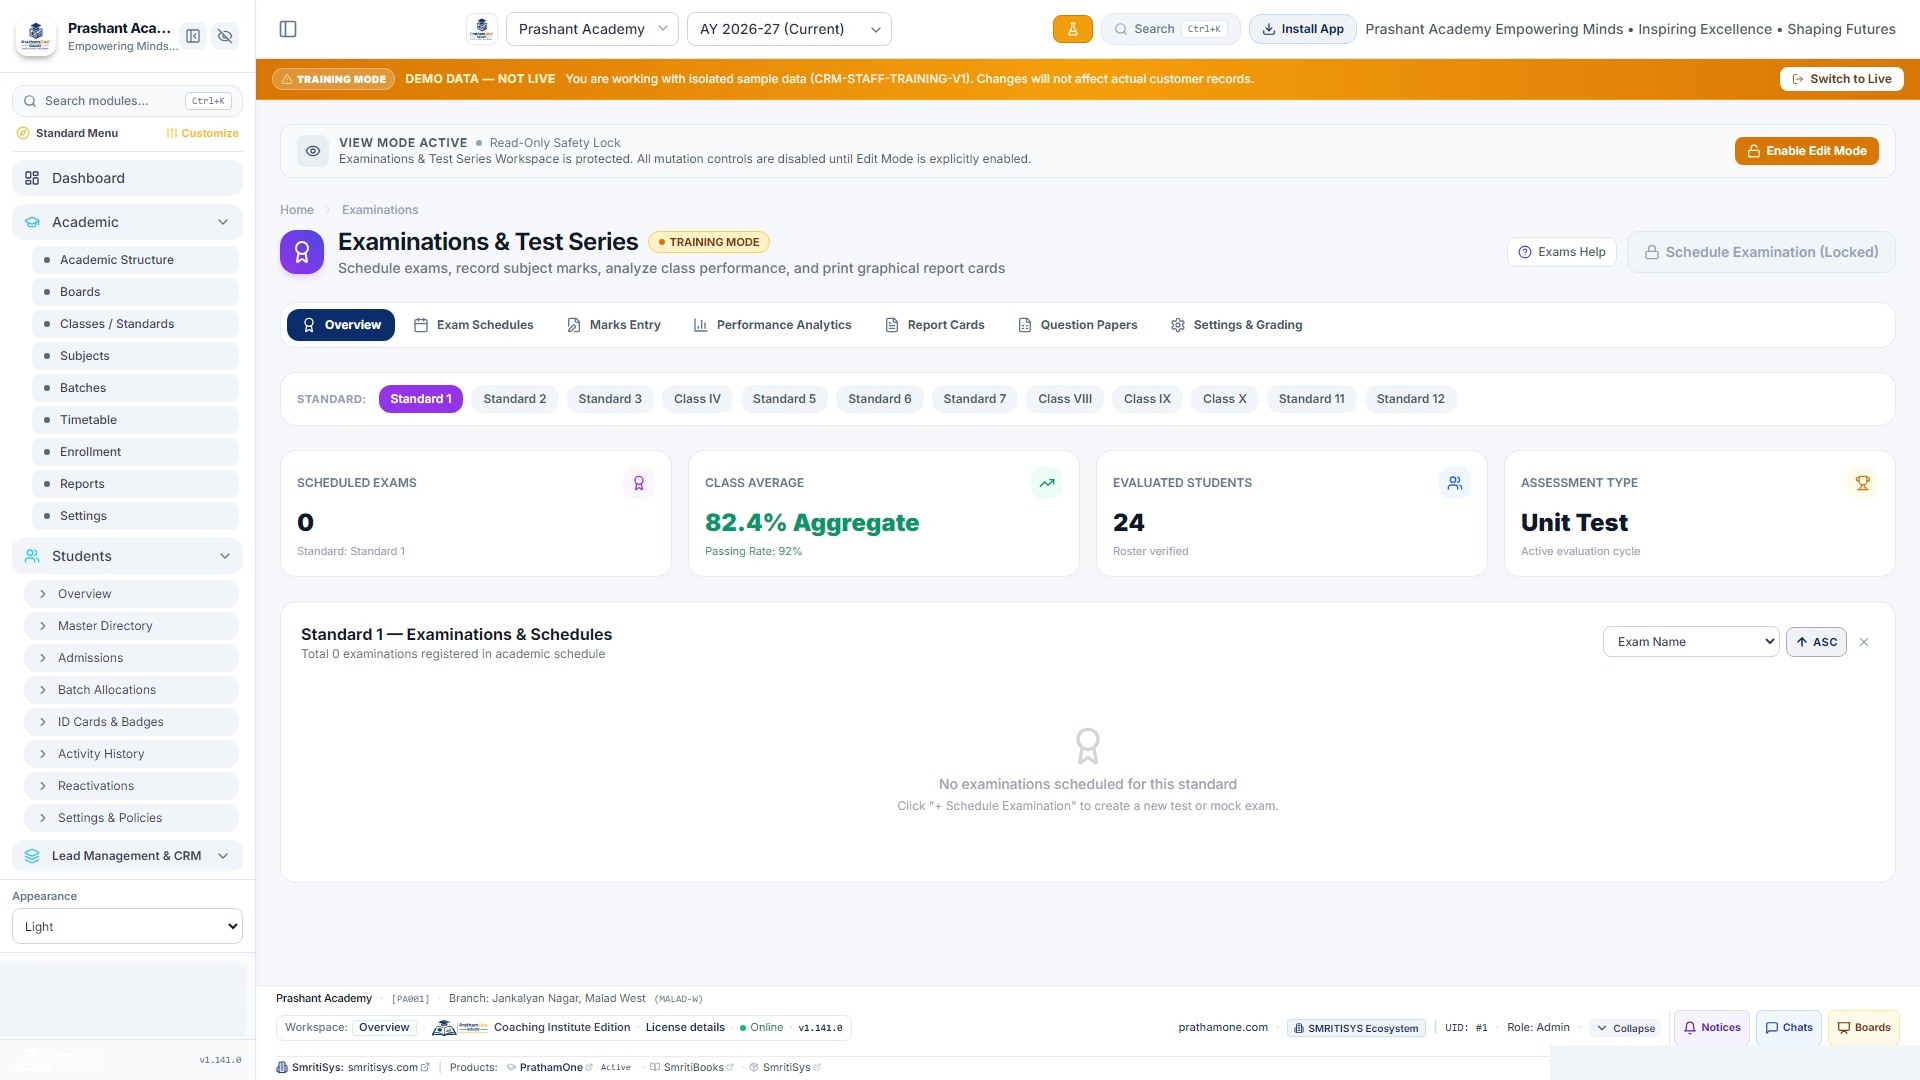 Prashant Aca...
Empowering Minds...
Search modules...
Ctrl+K
Standard Menu
Customize
Dashboard
Academic
Academic Structure
Boards
Classes / Standards
Subjects
Batches
Timetable
Enrollment
Reports
Settings
Students
Overview
Master Directory
Admissions
Batch Allocations
ID Cards & Badges
Activity History
Reactivations
Settings & Policies
Lead Management & CRM
Appearance
Light
v1.141.0
Prashant Academy
AY 2026-27 (Current)
Search Ctrl+K
Install App
Prashant Academy Empowering Minds • Inspiring Excellence • Shaping Futures
TRAINING MODE DEMO DATA — NOT LIVE You are working with isolated sample data (CRM-STAFF-TRAINING-V1). Changes will not affect actual customer records.
Switch to Live
VIEW MODE ACTIVE • Read-Only Safety Lock
Examinations & Test Series Workspace is protected. All mutation controls are disabled until Edit Mode is explicitly enabled.
Enable Edit Mode
Home > Examinations
Examinations & Test Series
TRAINING MODE
Schedule exams, record subject marks, analyze class performance, and print graphical report cards
Exams Help
Schedule Examination (Locked)
Overview Exam Schedules Marks Entry Performance Analytics Report Cards Question Papers Settings & Grading
STANDARD: Standard 1 Standard 2 Standard 3 Class IV Standard 5 Standard 6 Standard 7 Class VIII Class IX Class X Standard 11 Standard 12
SCHEDULED EXAMS
0
Standard: Standard 1
CLASS AVERAGE
82.4% Aggregate
Passing Rate: 92%
EVALUATED STUDENTS
24
Roster verified
ASSESSMENT TYPE
Unit Test
Active evaluation cycle
Standard 1 — Examinations & Schedules
Total 0 examinations registered in academic schedule
Exam Name
↑ ASC
No examinations scheduled for this standard
Click "+ Schedule Examination" to create a new test or mock exam.
Prashant Academy · [PA001] · Branch: Jankalyan Nagar, Malad West (MALAD-W)
Workspace: Overview · Coaching Institute Edition · License details · Online · v1.141.0
prathamone.com · SMRITISYS Ecosystem | UID: #1 · Role: Admin · Collapse
Notices
Chats
Boards
SmritiSys: smritisys.com | Products: PrathamOne Active · SmritiBooks · SmritiSys